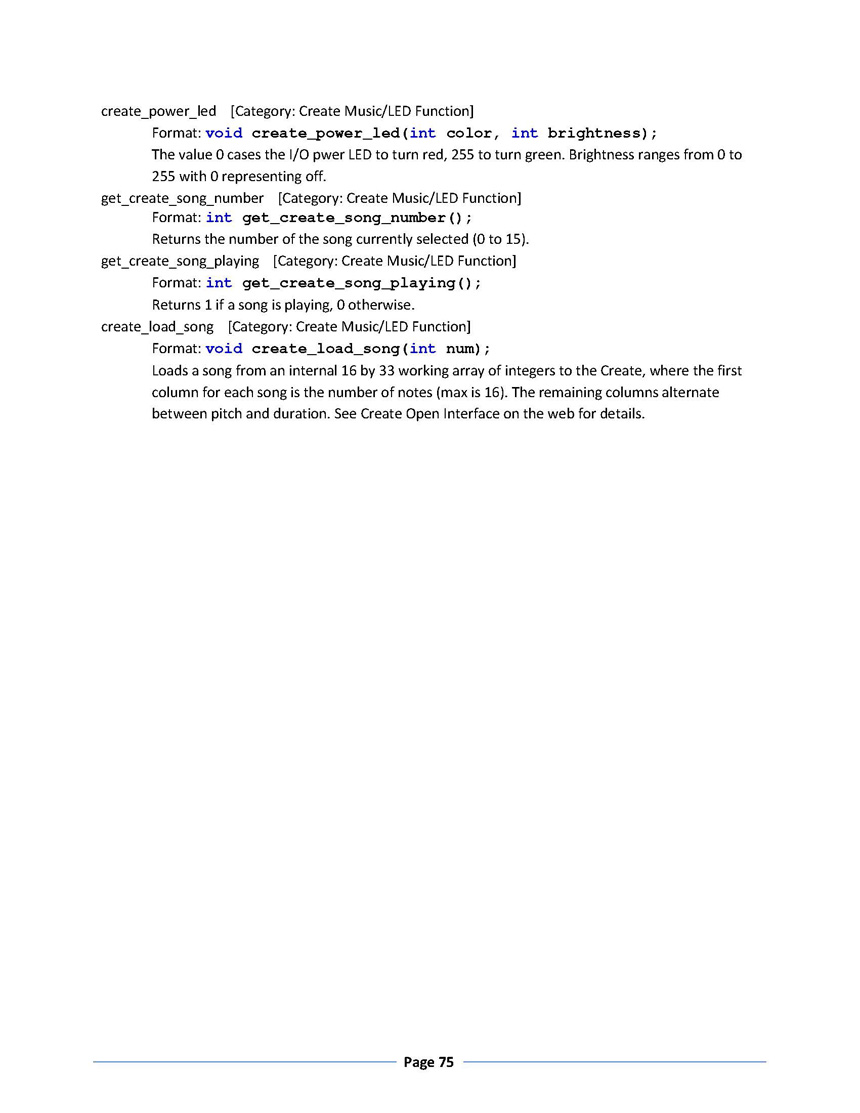 create_power_led [Category: Create Music/LED Function]
Format: void create_power_led(int color, int brightness);
The value 0 cases the I/O pwer LED to turn red, 255 to turn green. Brightness ranges from 0 to
255 with 0 representing off.
get_create_song_number [Category: Create Music/LED Function]
Format: int get_create_song_number();
Returns the number of the song currently selected (0 to 15).
get_create_song_playing [Category: Create Music/LED Function]
Format: int get_create_song_playing();
Returns 1 if a song is playing, 0 otherwise.
create_load_song [Category: Create Music/LED Function]
Format: void create_load_song(int num);
Loads a song from an internal 16 by 33 working array of integers to the Create, where the first
column for each song is the number of notes (max is 16). The remaining columns alternate
between pitch and duration. See Create Open Interface on the web for details.
Page 75